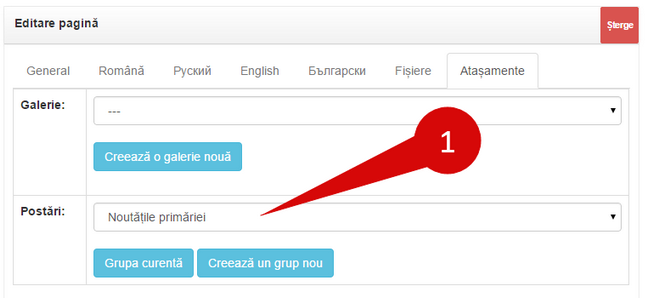 Editare pagină
Șterge
General Română Руский English Български Fișiere Atașamente
Galerie:
---
Creează o galerie nouă
1
Postări:
Noutățile primăriei
Grupa curentă Creează un grup nou